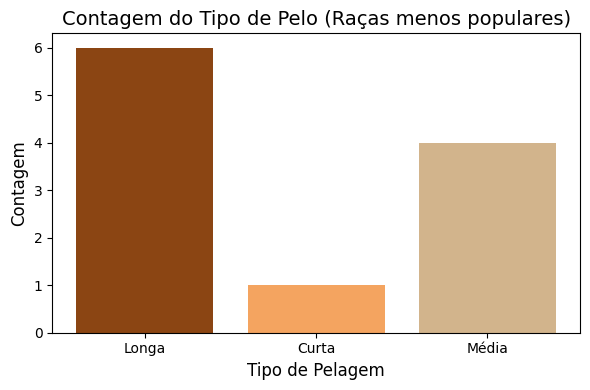 Contagem do Tipo de Pelo (Raças menos populares)
Contagem
6
5
4
3
2
1
0
Longa
Curta
Média
Tipo de Pelagem